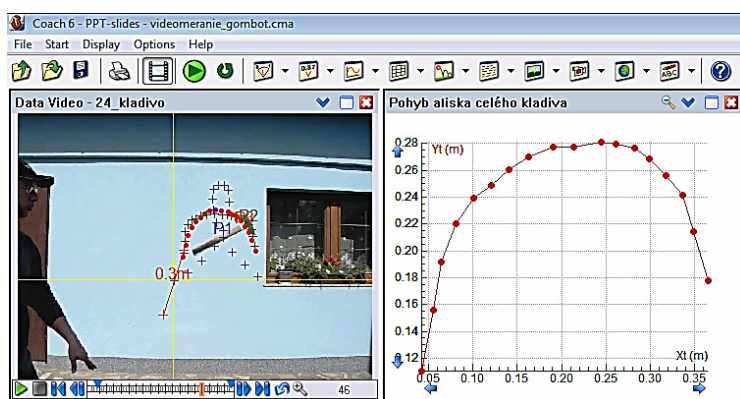 Coach 6 - PPT-slides - videomeranie_gombot.cma
File Start Display Options Help
0.37
ABC
Data Video - 24_kladivo
P1
P2
0.3m
46
Pohyb aliska celého kladiva
Yt (m)
0.28
0.26
0.24
0.22
0.20
0.18
0.16
0.14
0.12
Xt (m)
0.05 0.10 0.15 0.20 0.25 0.30 0.35